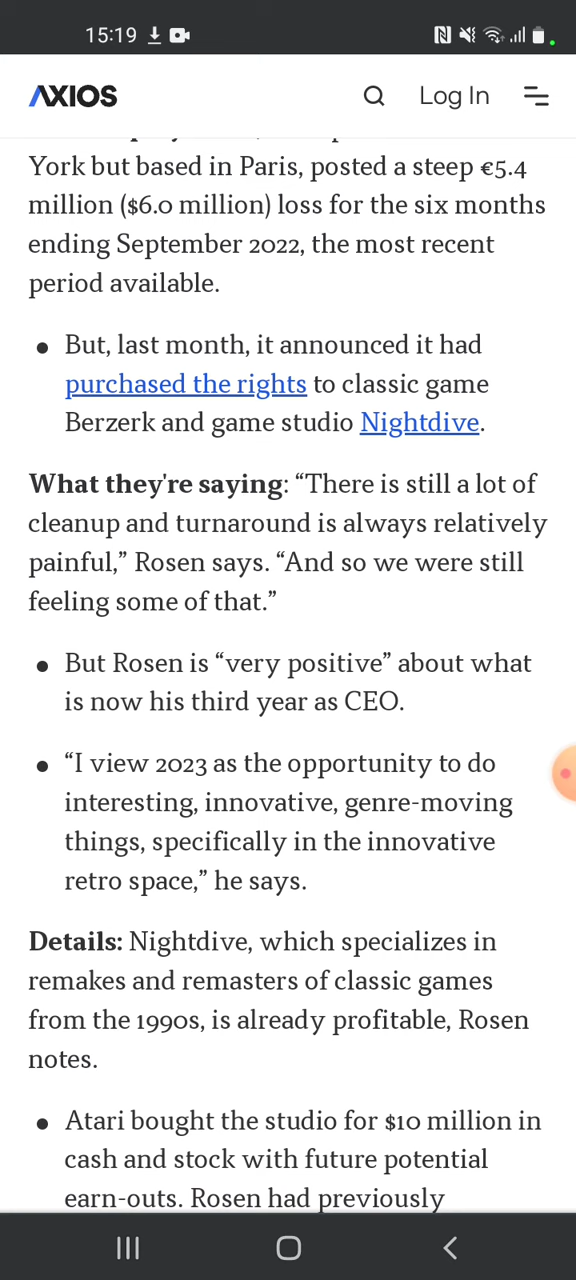 15:19
AXIOS
Log In
York but based in Paris, posted a steep €5.4
million ($6.0 million) loss for the six months
ending September 2022, the most recent
period available.
• But, last month, it announced it had
purchased the rights to classic game
Berzerk and game studio Nightdive.
What they're saying: “There is still a lot of
cleanup and turnaround is always relatively
painful,” Rosen says. “And so we were still
feeling some of that.”
• But Rosen is “very positive” about what
is now his third year as CEO.
• “I view 2023 as the opportunity to do
interesting, innovative, genre-moving
things, specifically in the innovative
retro space,” he says.
Details: Nightdive, which specializes in
remakes and remasters of classic games
from the 1990s, is already profitable, Rosen
notes.
• Atari bought the studio for $10 million in
cash and stock with future potential
earn-outs. Rosen had previously